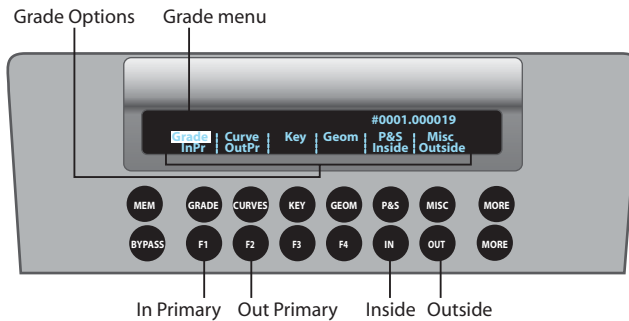 Grade Options Grade menu
#0001.000019
Grade Curve Key Geom P&S Misc
InPr OutPr Inside Outside
MEM GRADE CURVES KEY GEOM P&S MISC MORE
BYPASS F1 F2 F3 F4 IN OUT MORE
In Primary Out Primary Inside Outside